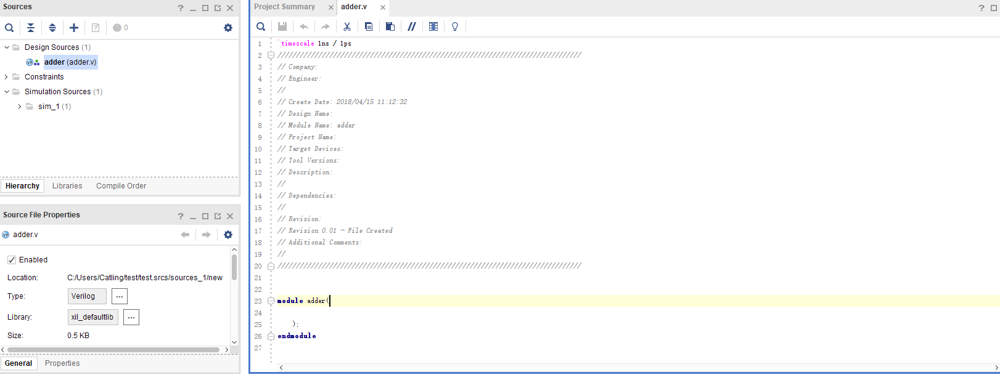 Sources
0
Design Sources (1)
adder (adder.v)
Constraints
Simulation Sources (1)
sim_1 (1)
Hierarchy Libraries Compile Order
Source File Properties
adder.v
Enabled
Location: C:/Users/Catling/test/test.srcs/sources_1/new
Type: Verilog ...
Library: xil_defaultlib ...
Size: 0.5 KB
General Properties
Project Summary adder.v
1 `timescale 1ns / 1ps
2 //////////////////////////////////////////////////////////////////////////////////
3 // Company:
4 // Engineer:
5 //
6 // Create Date: 2018/04/15 11:12:32
7 // Design Name:
8 // Module Name: adder
9 // Project Name:
10 // Target Devices:
11 // Tool Versions:
12 // Description:
13 //
14 // Dependencies:
15 //
16 // Revision:
17 // Revision 0.01 - File Created
18 // Additional Comments:
19 //
20 //////////////////////////////////////////////////////////////////////////////////
21
22
23 module adder(
24
25 );
26 endmodule
27